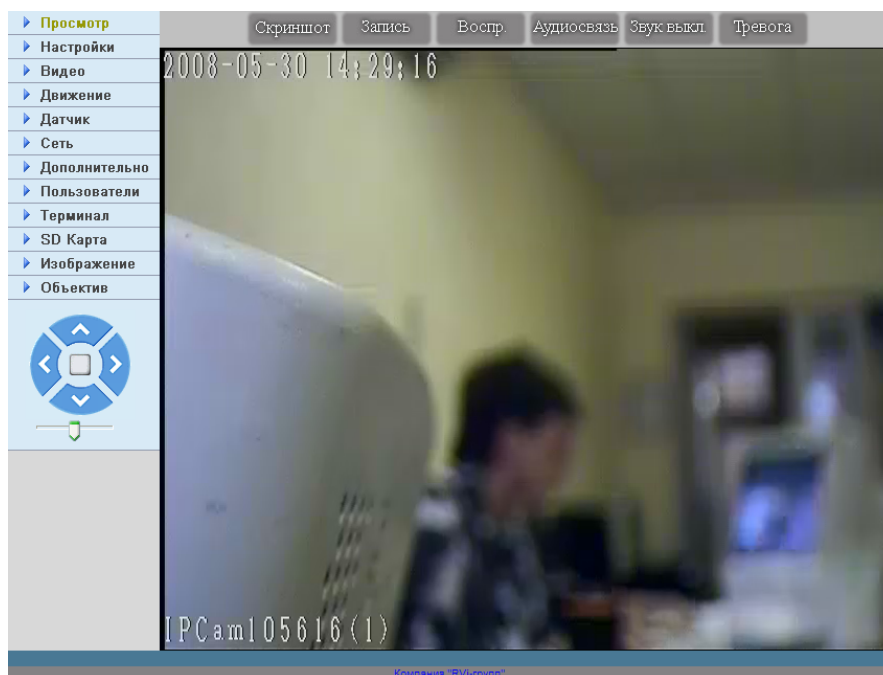 Просмотр
Настройки
Видео
Движение
Датчик
Сеть
Дополнительно
Пользователи
Терминал
SD Карта
Изображение
Объектив
Скриншот Запись Воспр. Аудиосвязь Звук выкл. Тревога
2008-05-30 14:29:16
IPCam105616(1)
Компания "RVi-групп"